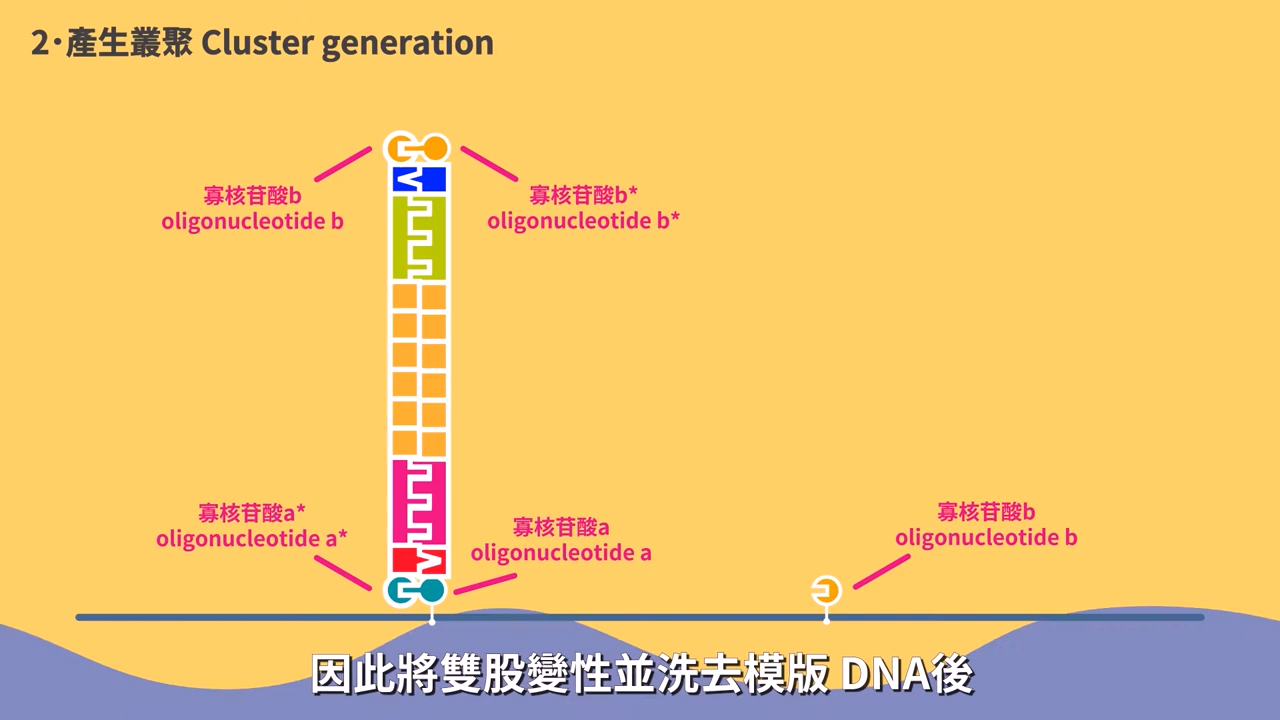 2·產生叢聚 Cluster generation
寡核苷酸b
oligonucleotide b
寡核苷酸b*
oligonucleotide b*
寡核苷酸a*
oligonucleotide a*
寡核苷酸a
oligonucleotide a
寡核苷酸b
oligonucleotide b
因此將雙股變性並洗去模版 DNA後